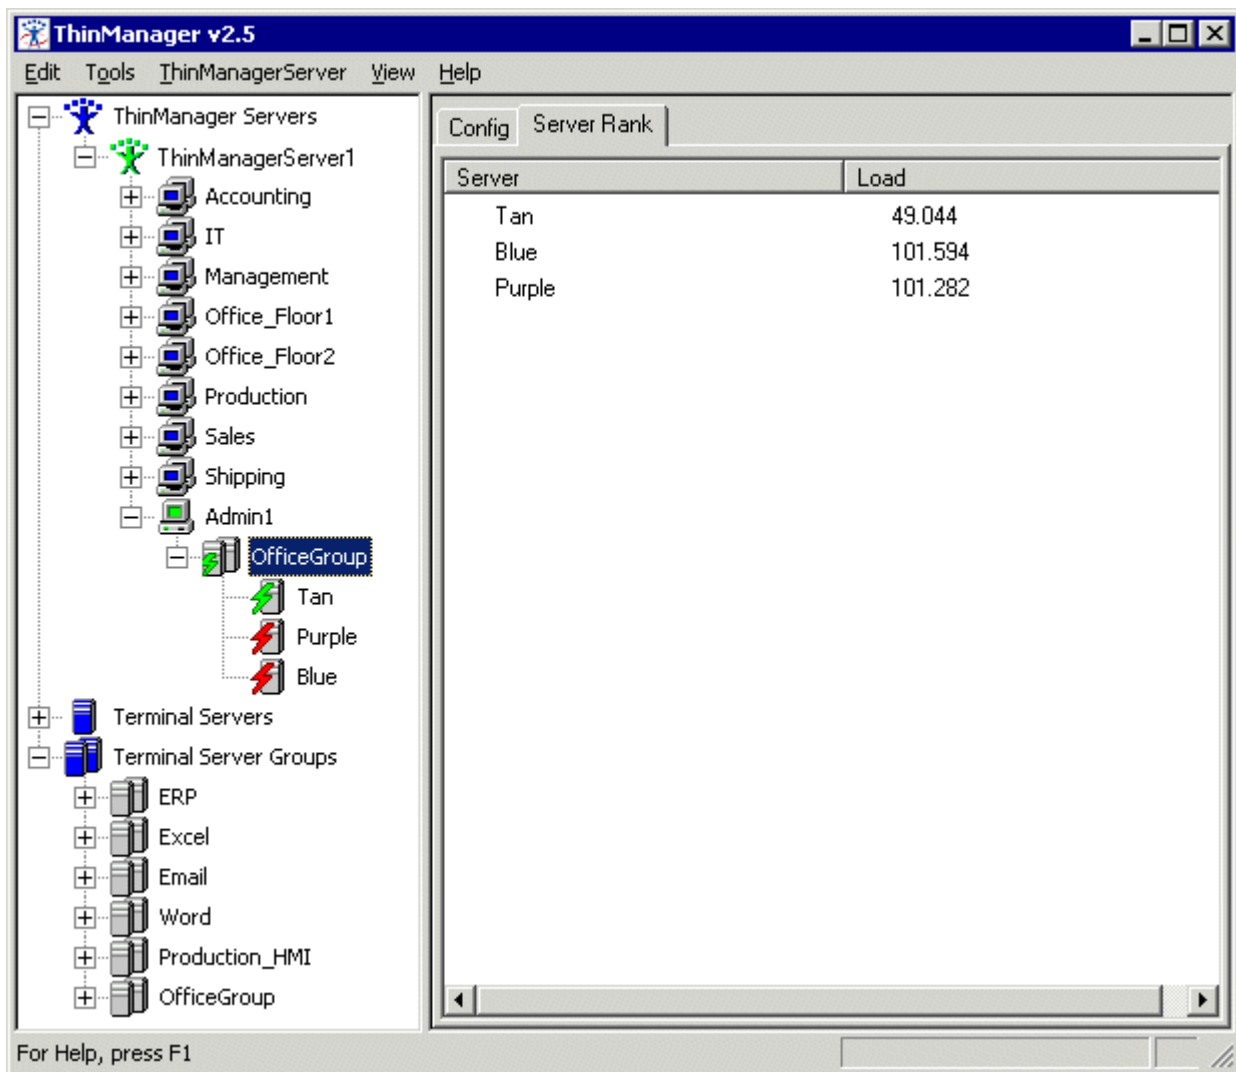 ThinManager v2.5
Edit Tools ThinManagerServer View Help
ThinManager Servers
ThinManagerServer1
Accounting
IT
Management
Office_Floor1
Office_Floor2
Production
Sales
Shipping
Admin1
OfficeGroup
Tan
Purple
Blue
Terminal Servers
Terminal Server Groups
ERP
Excel
Email
Word
Production_HMI
OfficeGroup
Config Server Rank
Server Load
Tan 49.044
Blue 101.594
Purple 101.282
For Help, press F1